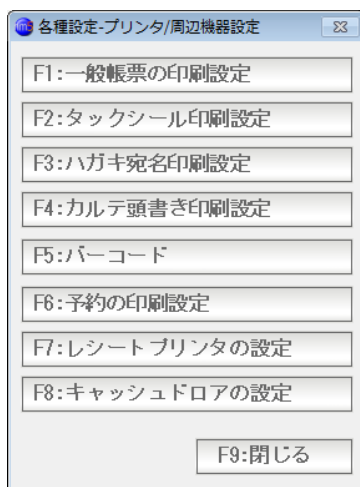 各種設定-プリンタ/周辺機器設定
F1:一般帳票の印刷設定
F2:タックシール印刷設定
F3:ハガキ宛名印刷設定
F4:カルテ頭書き印刷設定
F5:バーコード
F6:予約の印刷設定
F7:レシートプリンタの設定
F8:キャッシュドロアの設定
F9:閉じる